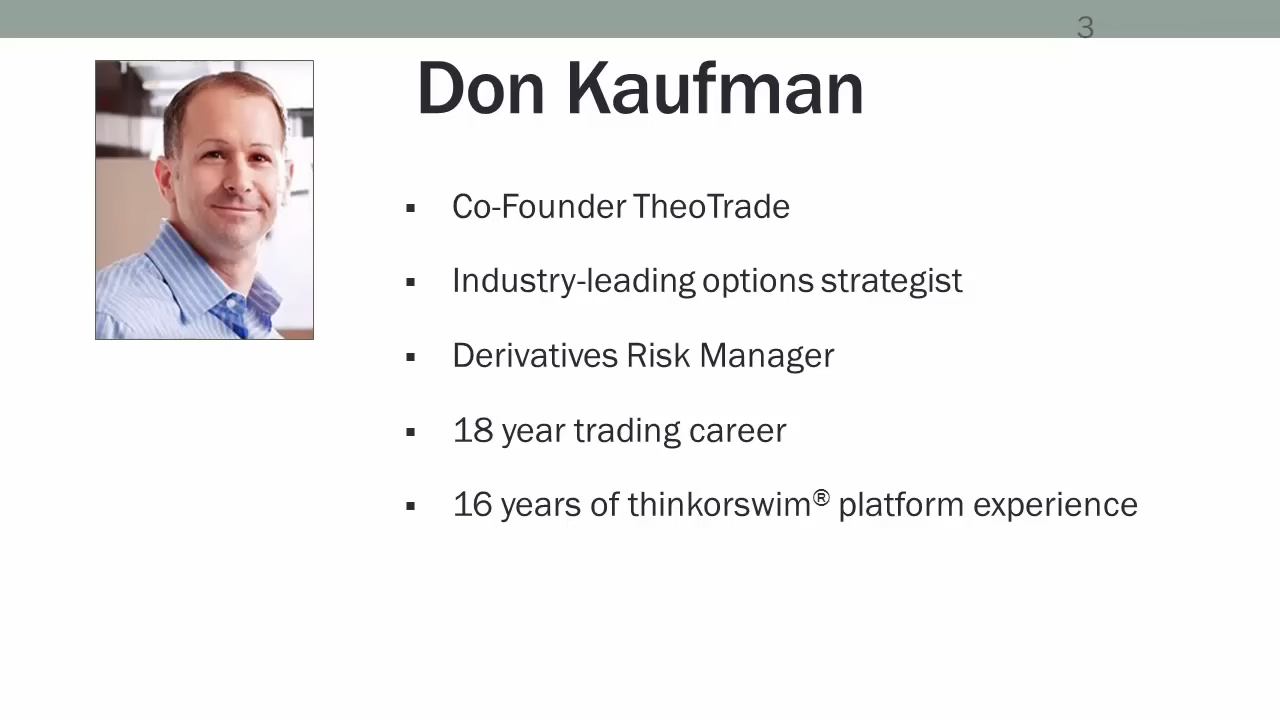 3
Don Kaufman
▪ Co-Founder TheoTrade
▪ Industry-leading options strategist
▪ Derivatives Risk Manager
▪ 18 year trading career
▪ 16 years of thinkorswim® platform experience